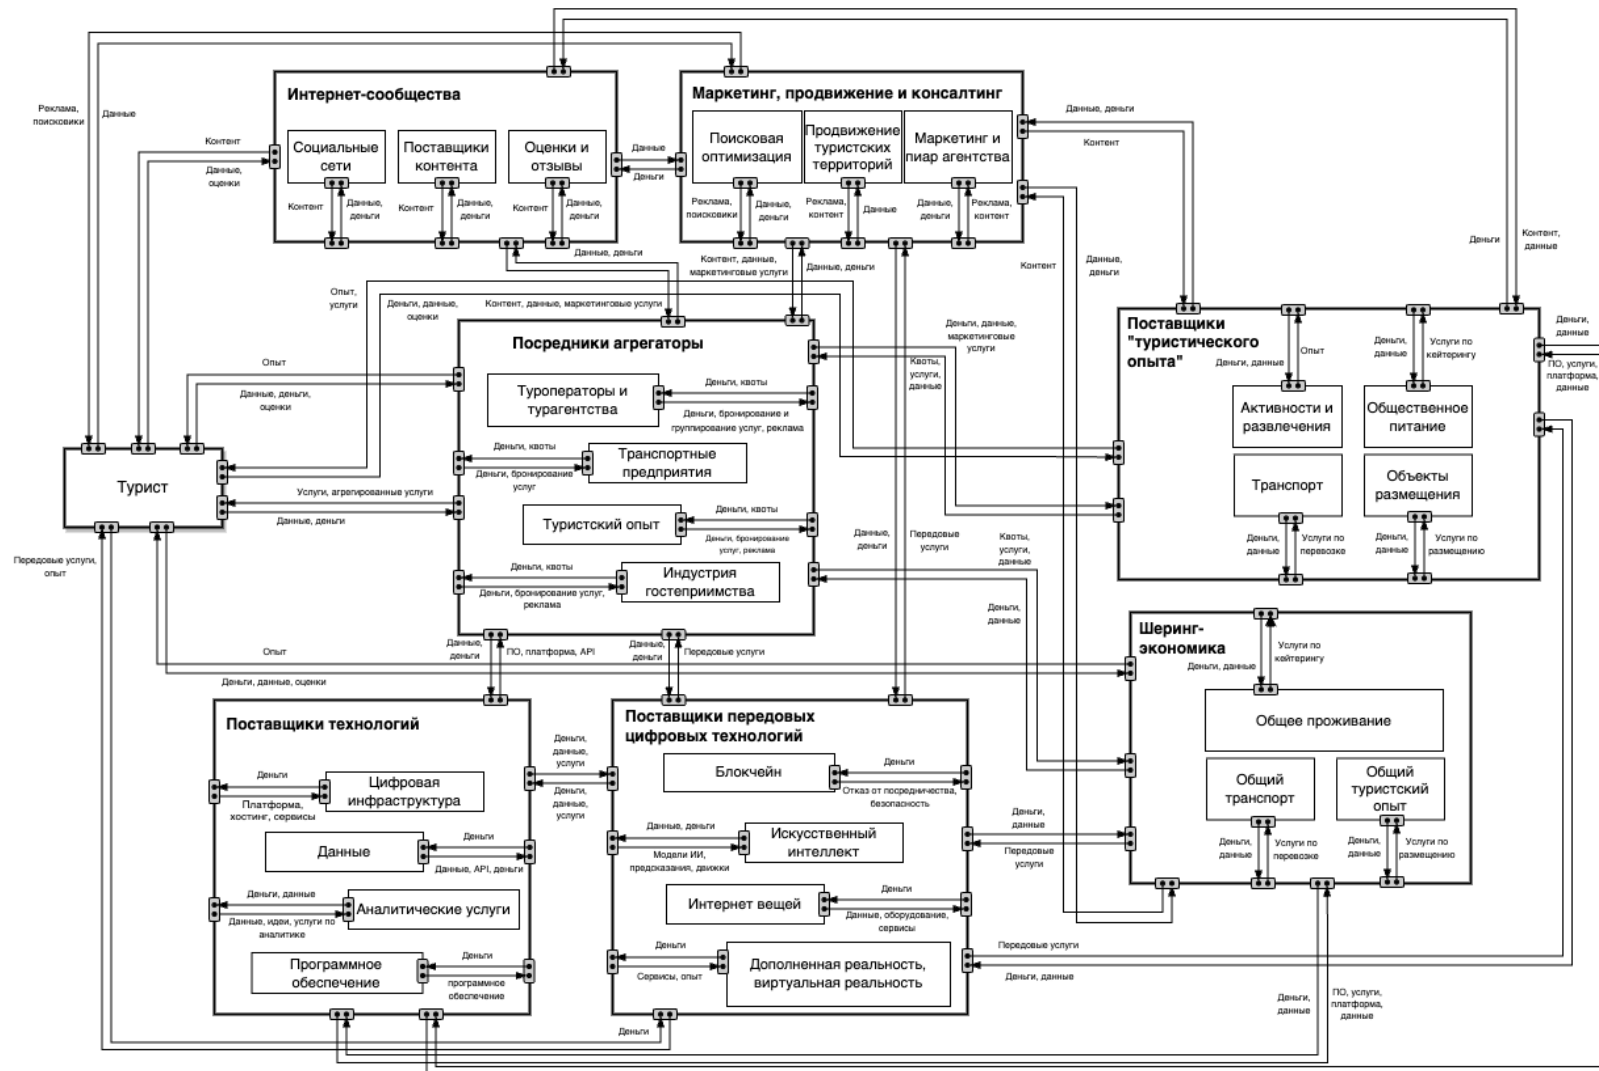 Реклама,
поисковики
Данные
Контент
Данные,
оценки
Интернет-сообщества
Социальные
сети
Поставщики
контента
Оценки и
отзывы
Контент
Данные,
деньги
Контент
Данные,
деньги
Контент
Данные,
деньги
Данные
Деньги
Маркетинг, продвижение и консалтинг
Поисковая
оптимизация
Продвижение
туристских
территорий
Маркетинг и
пиар агентства
Реклама,
поисковики
Данные,
деньги
Реклама,
контент
Данные
Данные,
деньги
Реклама,
контент
Данные, деньги
Контент
Контент
Данные,
деньги
Деньги
Контент,
данные
Данные, деньги
Контент, данные,
маркетинговые услуги
Данные, деньги
Опыт,
услуги
Деньги, данные,
оценки
Контент, данные, маркетинговые услуги
Посредники агрегаторы
Туроператоры и
турагентства
Деньги, квоты
Деньги, бронирование и
группирование услуг, реклама
Деньги, квоты
Деньги, бронирование
услуг
Транспортные
предприятия
Туристский опыт
Деньги, квоты
Деньги, бронирование
услуг, реклама
Деньги, квоты
Деньги, бронирование услуг,
реклама
Индустрия
гостеприимства
Деньги, данные,
маркетинговые
услуги
Квоты,
услуги,
данные
Поставщики
"туристического
опыта"
Деньги, данные
Опыт
Деньги,
данные
Услуги по
кейтерингу
Активности и
развлечения
Общественное
питание
Транспорт
Объекты
размещения
Деньги,
данные
Услуги по
перевозке
Деньги,
данные
Услуги по
размещению
Деньги,
данные
ПО, услуги,
платформа,
данные
Опыт
Данные, деньги,
оценки
Турист
Услуги, агрегированные услуги
Данные, деньги
Передовые услуги,
опыт
Данные,
деньги
Передовые
услуги
Квоты,
услуги,
данные
Деньги,
данные
Опыт
Деньги, данные, оценки
Данные,
деньги
ПО, платформа, API
Данные,
деньги
Передовые услуги
Шеринг-
экономика
Деньги, данные
Услуги по
кейтерингу
Общее проживание
Общий
транспорт
Общий
туристский
опыт
Деньги,
данные
Услуги по
перевозке
Деньги,
данные
Услуги по
размещению
Поставщики технологий
Деньги
Платформа,
хостинг, сервисы
Цифровая
инфраструктура
Данные
Деньги
Данные, API, деньги
Деньги, данные
Данные, идеи, услуги по
аналитике
Аналитические услуги
Программное
обеспечение
Деньги
программное
обеспечение
Деньги,
данные,
услуги
Деньги,
данные,
услуги
Поставщики передовых
цифровых технологий
Блокчейн
Деньги
Отказ от посредничества,
безопасность
Данные, деньги
Модели ИИ,
предсказания, движки
Искусственный
интеллект
Интернет вещей
Деньги
Данные, оборудование,
сервисы
Деньги
Сервисы, опыт
Дополненная реальность,
виртуальная реальность
Деньги,
данные
Передовые
услуги
Передовые услуги
Деньги, данные
Деньги,
данные
ПО, услуги,
платформа,
данные
Деньги